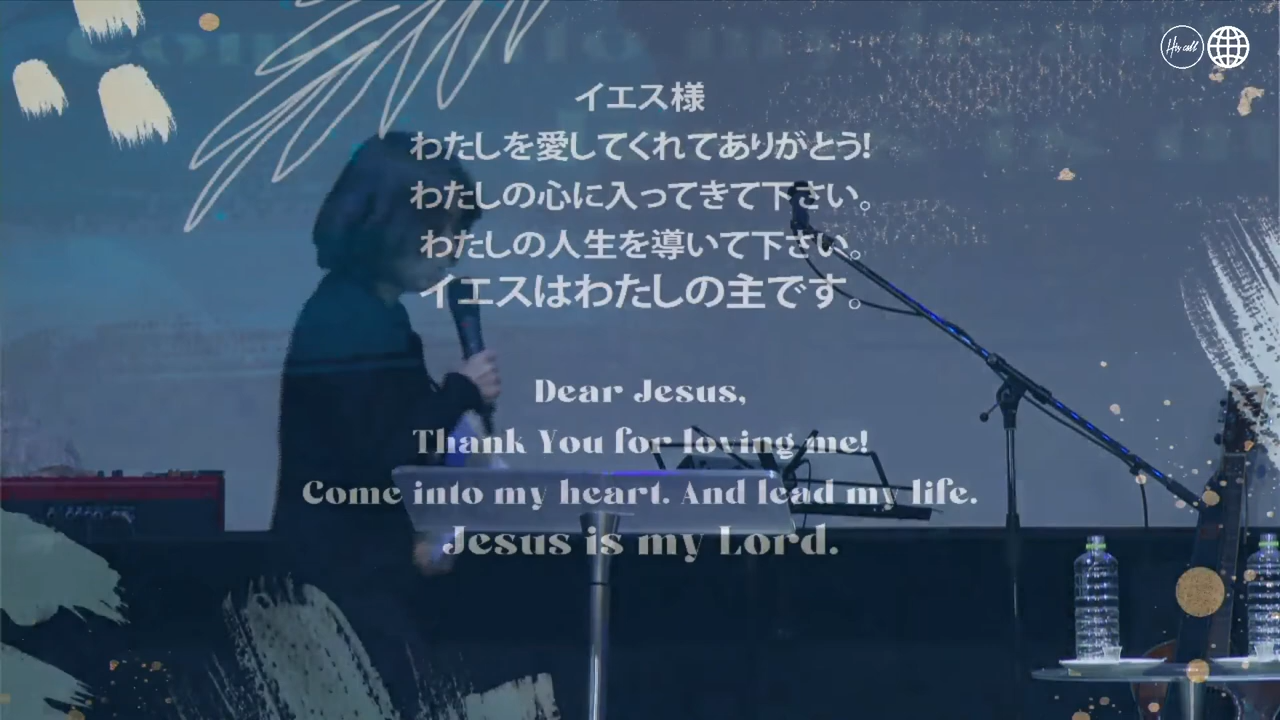 His call
イエス様
わたしを愛してくれてありがとう!
わたしの心に入ってきて下さい。
わたしの人生を導いて下さい。
イエスはわたしの主です。
Dear Jesus,
Thank You for loving me!
Come into my heart. And lead my life.
Jesus is my Lord.